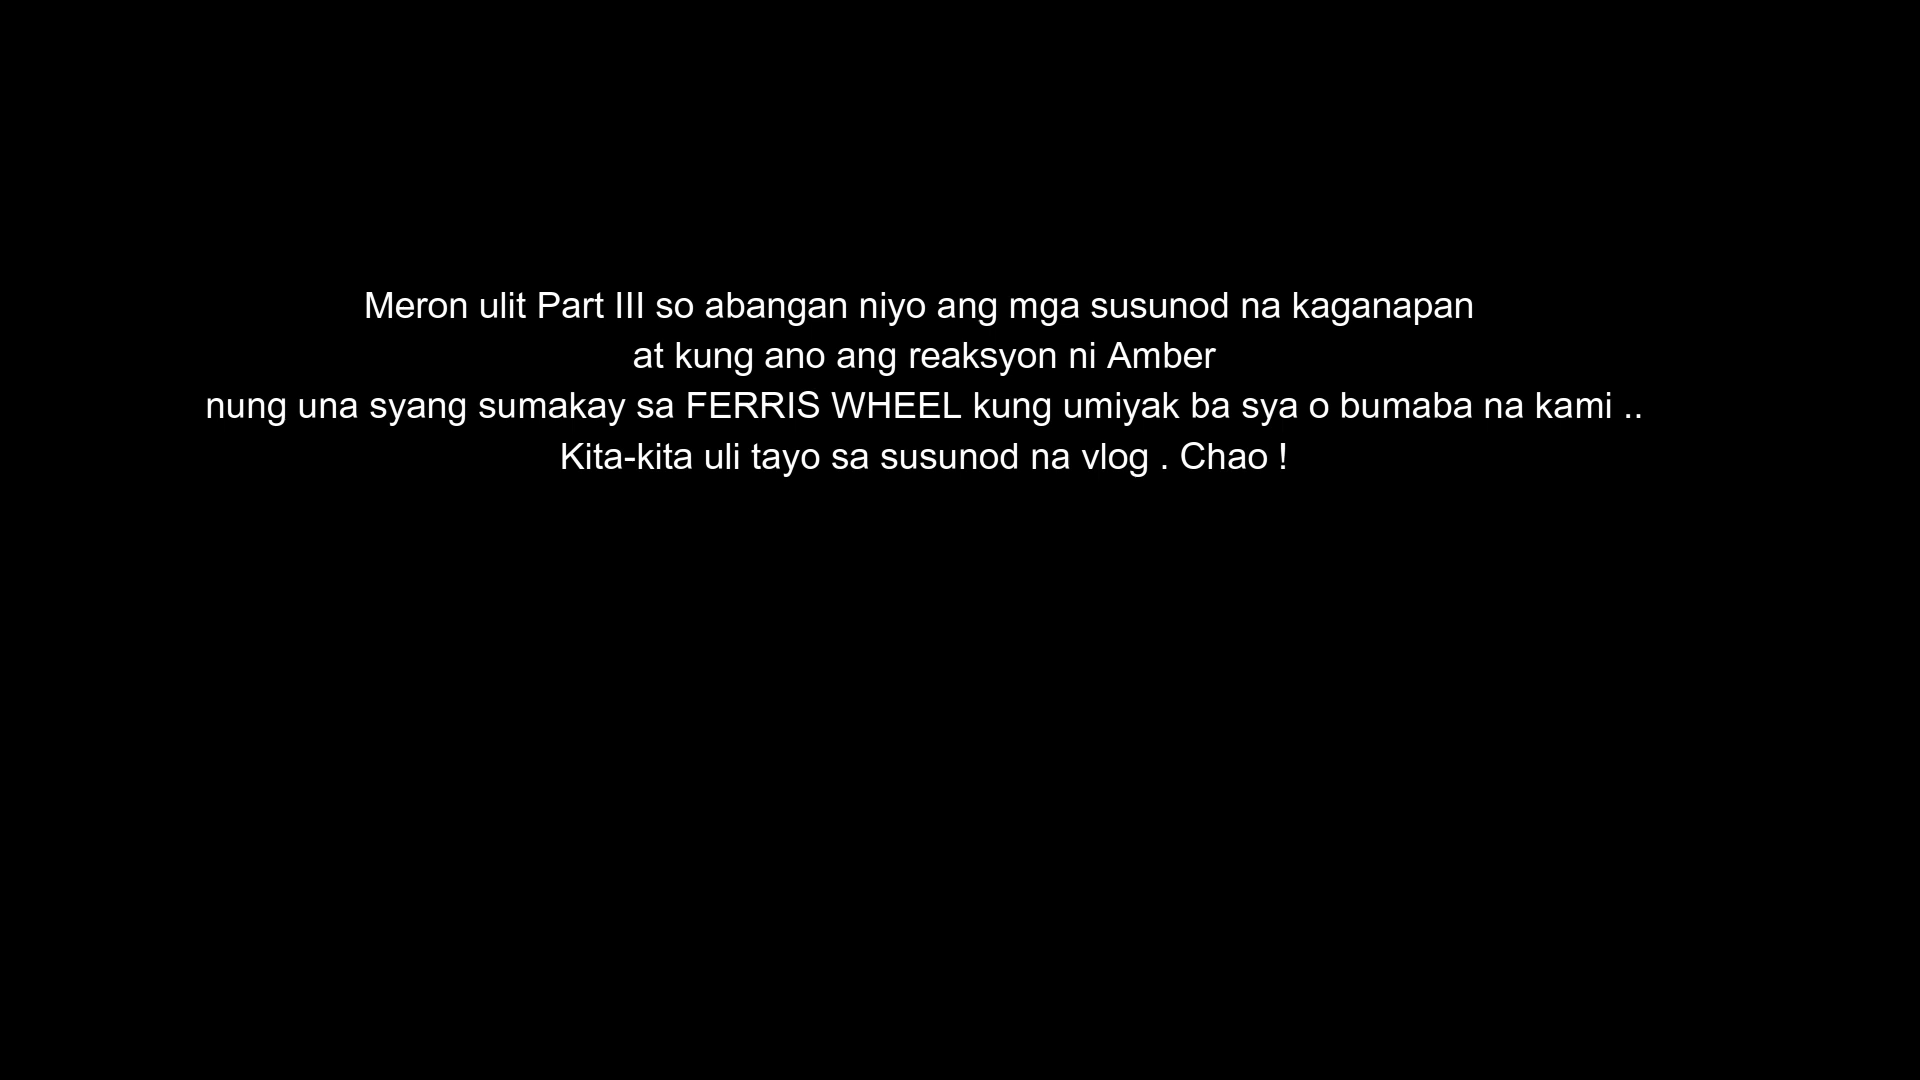 Meron ulit Part III so abangan niyo ang mga susunod na kaganapan
at kung ano ang reaksyon ni Amber
nung una syang sumakay sa FERRIS WHEEL kung umiyak ba sya o bumaba na kami ..
Kita-kita uli tayo sa susunod na vlog . Chao !